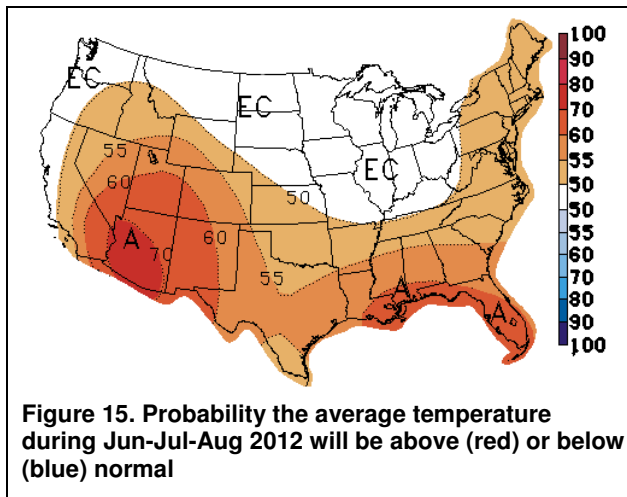 EC
EC
EC
55
60
50
A
70
60
55
A
A
100
90
80
70
60
55
50
50
55
60
70
80
90
100
Figure 15. Probability the average temperature
during Jun-Jul-Aug 2012 will be above (red) or below
(blue) normal